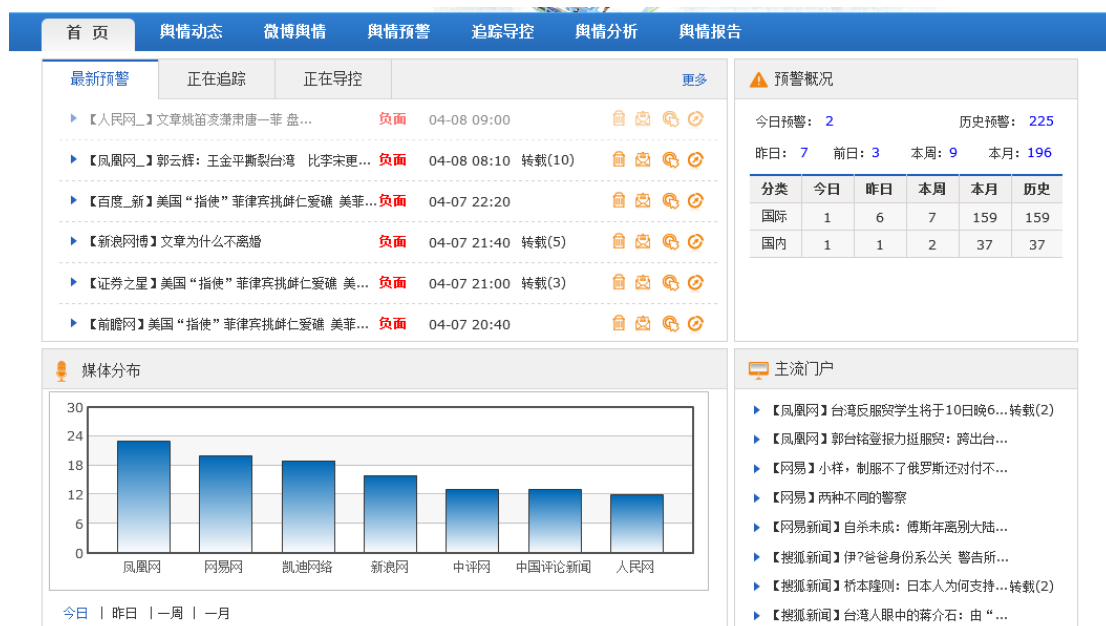 首 页 舆情动态 微博舆情 舆情预警 追踪导控 舆情分析 舆情报告
最新预警 正在追踪 正在导控 更多
【人民网_】文章姚笛凌潇肃唐一菲 盘... 负面 04-08 09:00
【凤凰网_】郭云辉：王金平撕裂台湾 比李宋更... 负面 04-08 08:10 转载(10)
【百度_新】美国“指使”菲律宾挑衅仁爱礁 美菲... 负面 04-07 22:20
【新浪网博】文章为什么不离婚 负面 04-07 21:40 转载(5)
【证券之星】美国“指使”菲律宾挑衅仁爱礁 美... 负面 04-07 21:00 转载(3)
【前瞻网】美国“指使”菲律宾挑衅仁爱礁 美菲... 负面 04-07 20:40
预警概况
今日预警： 2 历史预警： 225
昨日： 7 前日：3 本周：9 本月：196
分类 今日 昨日 本周 本月 历史
国际 1 6 7 159 159
国内 1 1 2 37 37
媒体分布
30
24
18
12
6
0
凤凰网 网易网 凯迪网络 新浪网 中评网 中国评论新闻 人民网
今日 | 昨日 |一周 | 一月
主流门户
【凤凰网】台湾反服贸学生将于10日晚6...转载(2)
【凤凰网】郭台铭登报力挺服贸：跨出台...
【网易】小样，制服不了俄罗斯还对付不...
【网易】两种不同的警察
【网易新闻】自杀未成：傅斯年离别大陆...
【搜狐新闻】伊?爸爸身份系公关 警告所...
【搜狐新闻】桥本隆则：日本人为何支持...转载(2)
【搜狐新闻】台湾人眼中的蒋介石：由“...